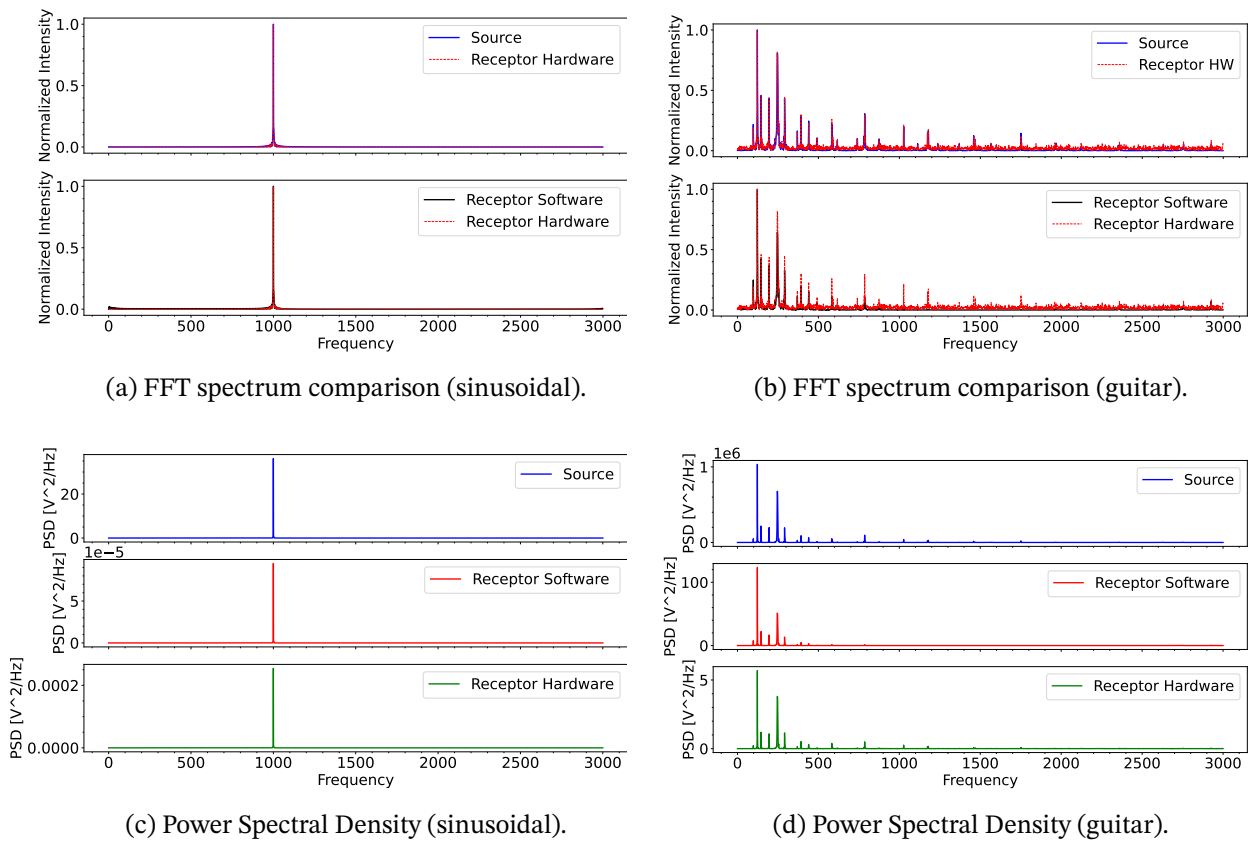 Normalized Intensity
1.0
0.5
0.0
Source
Receptor Hardware
Normalized Intensity
1.0
0.5
0.0
Receptor Software
Receptor Hardware
0 500 1000 1500 2000 2500 3000
Frequency
(a) FFT spectrum comparison (sinusoidal).
Normalized Intensity
1.0
0.5
0.0
Source
Receptor HW
Normalized Intensity
1.0
0.5
0.0
Receptor Software
Receptor Hardware
0 500 1000 1500 2000 2500 3000
Frequency
(b) FFT spectrum comparison (guitar).
PSD [V^2/Hz]
20
0
Source
1e-5
PSD [V^2/Hz]
5
0
Receptor Software
PSD [V^2/Hz]
0.0002
0.0000
Receptor Hardware
0 500 1000 1500 2000 2500 3000
Frequency
(c) Power Spectral Density (sinusoidal).
1e6
PSD [V^2/Hz]
1
0
Source
PSD [V^2/Hz]
100
0
Receptor Software
PSD [V^2/Hz]
5
0
Receptor Hardware
0 500 1000 1500 2000 2500 3000
Frequency
(d) Power Spectral Density (guitar).